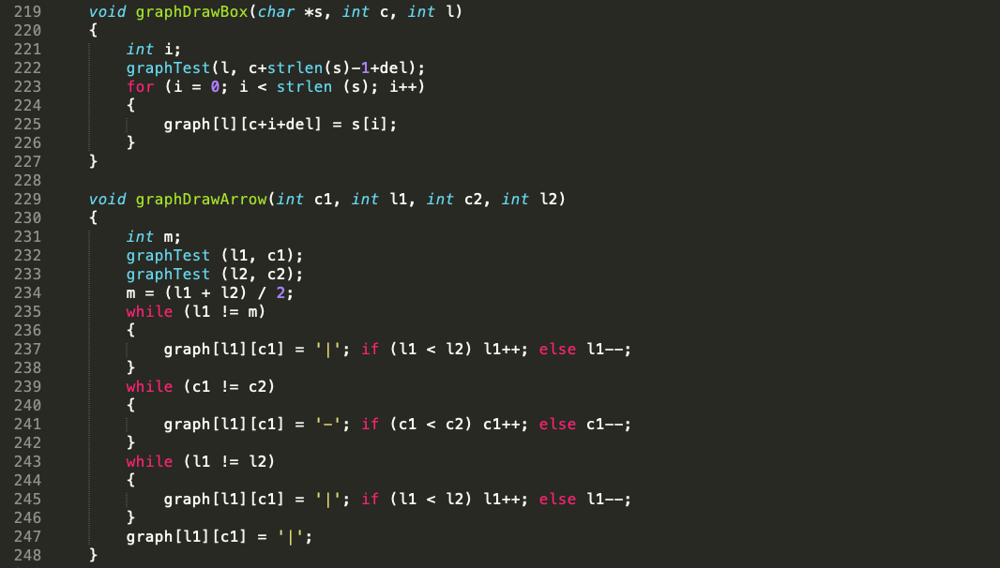 219 void graphDrawBox(char *s, int c, int l)
220 {
221     int i;
222     graphTest(l, c+strlen(s)-1+del);
223     for (i = 0; i < strlen (s); i++)
224     {
225         graph[l][c+i+del] = s[i];
226     }
227 }
228
229 void graphDrawArrow(int c1, int l1, int c2, int l2)
230 {
231     int m;
232     graphTest (l1, c1);
233     graphTest (l2, c2);
234     m = (l1 + l2) / 2;
235     while (l1 != m)
236     {
237         graph[l1][c1] = '|'; if (l1 < l2) l1++; else l1--;
238     }
239     while (c1 != c2)
240     {
241         graph[l1][c1] = '-'; if (c1 < c2) c1++; else c1--;
242     }
243     while (l1 != l2)
244     {
245         graph[l1][c1] = '|'; if (l1 < l2) l1++; else l1--;
246     }
247     graph[l1][c1] = '|';
248 }